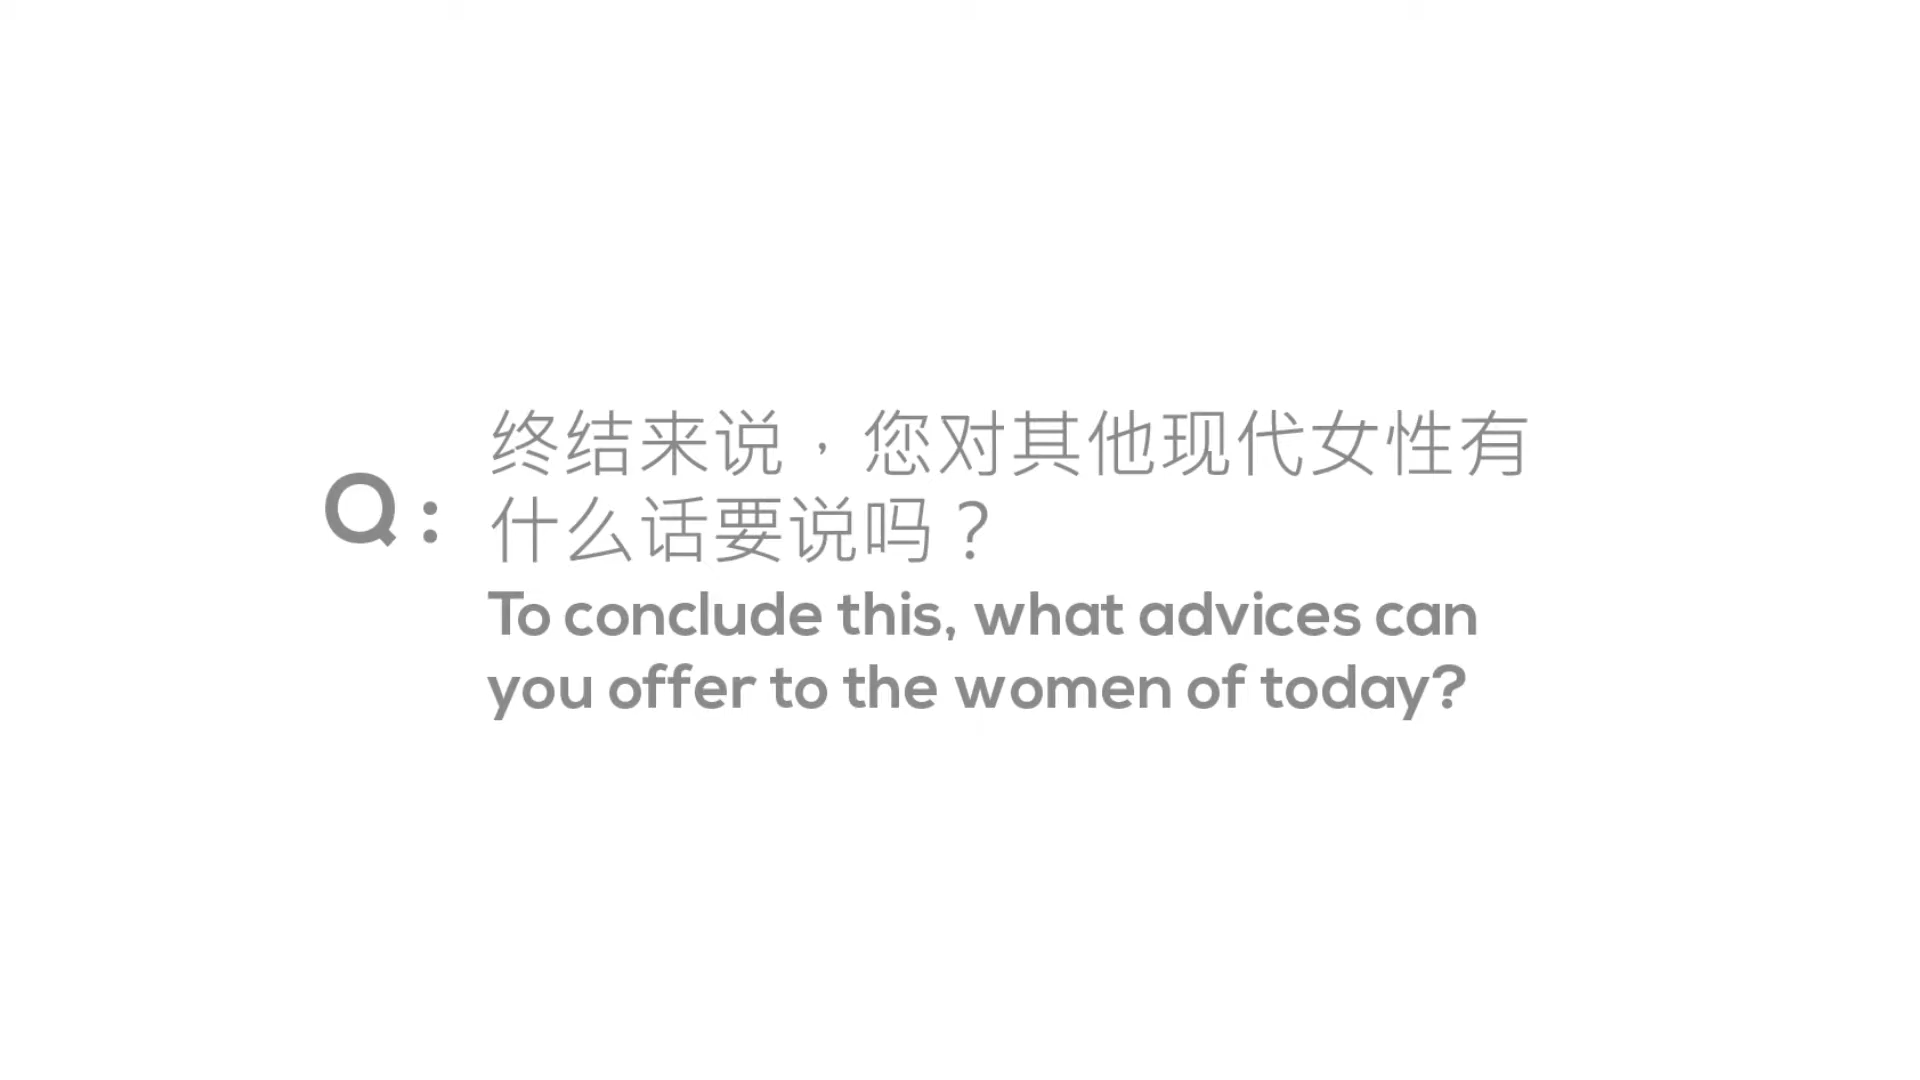 Q:
终结来说，您对其他现代女性有
什么话要说吗？
To conclude this, what advices can
you offer to the women of today?